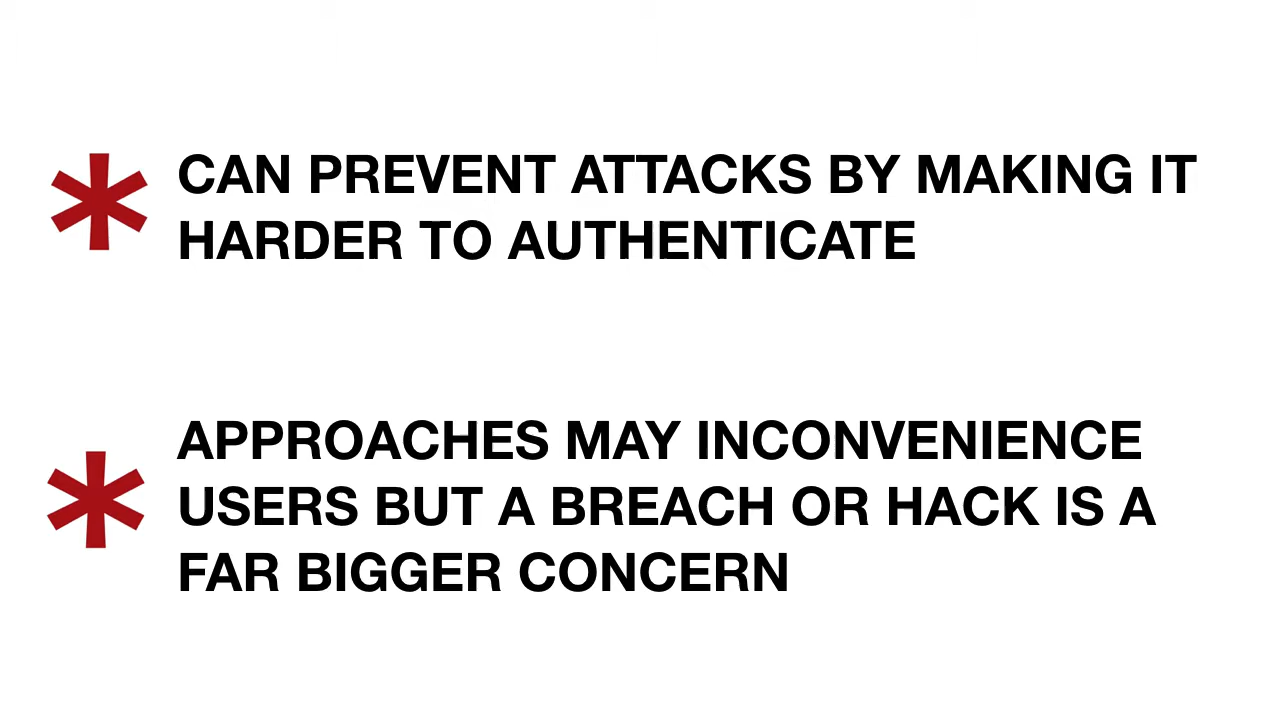 CAN PREVENT ATTACKS BY MAKING IT
HARDER TO AUTHENTICATE
APPROACHES MAY INCONVENIENCE
USERS BUT A BREACH OR HACK IS A
FAR BIGGER CONCERN